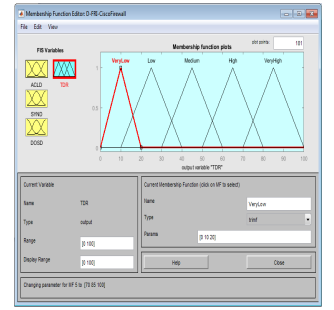 Membership Function Editor: D-FRI-CiscoFirewall
File Edit View
FIS Variables
Membership function plots
plot points:
101
ACLD
TDR
SYND
DOSD
VeryLow
Low
Medium
High
VeryHigh
1
0.5
0
0 10 20 30 40 50 60 70 80 90 100
output variable "TDR"
Current Variable
Name
TDR
Type
output
Range
[0 100]
Display Range
[0 100]
Current Membership Function (click on MF to select)
Name
VeryLow
Type
trimf
Params
[0 10 20]
Help
Close
Changing parameter for MF 5 to [70 85 100]